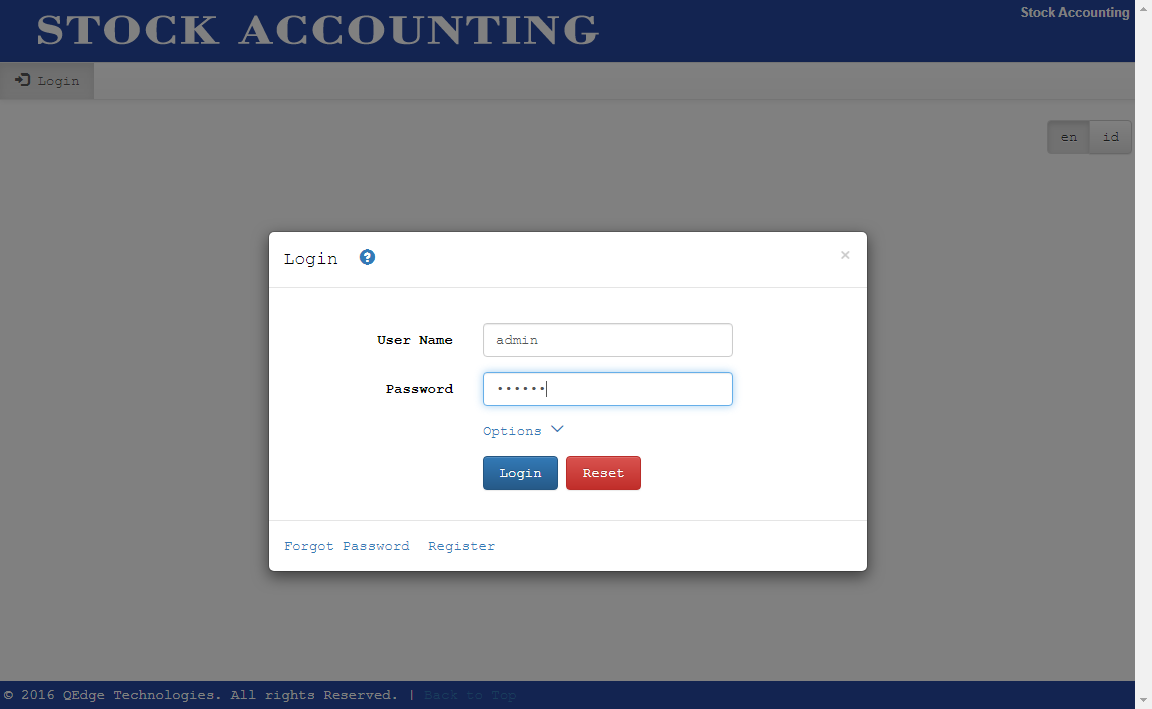 STOCK ACCOUNTING
Stock Accounting
Login
en id
Login
×
User Name admin
Password ••••••
Options
Login Reset
Forgot Password Register
© 2016 QEdge Technologies. All rights Reserved. | Back to Top